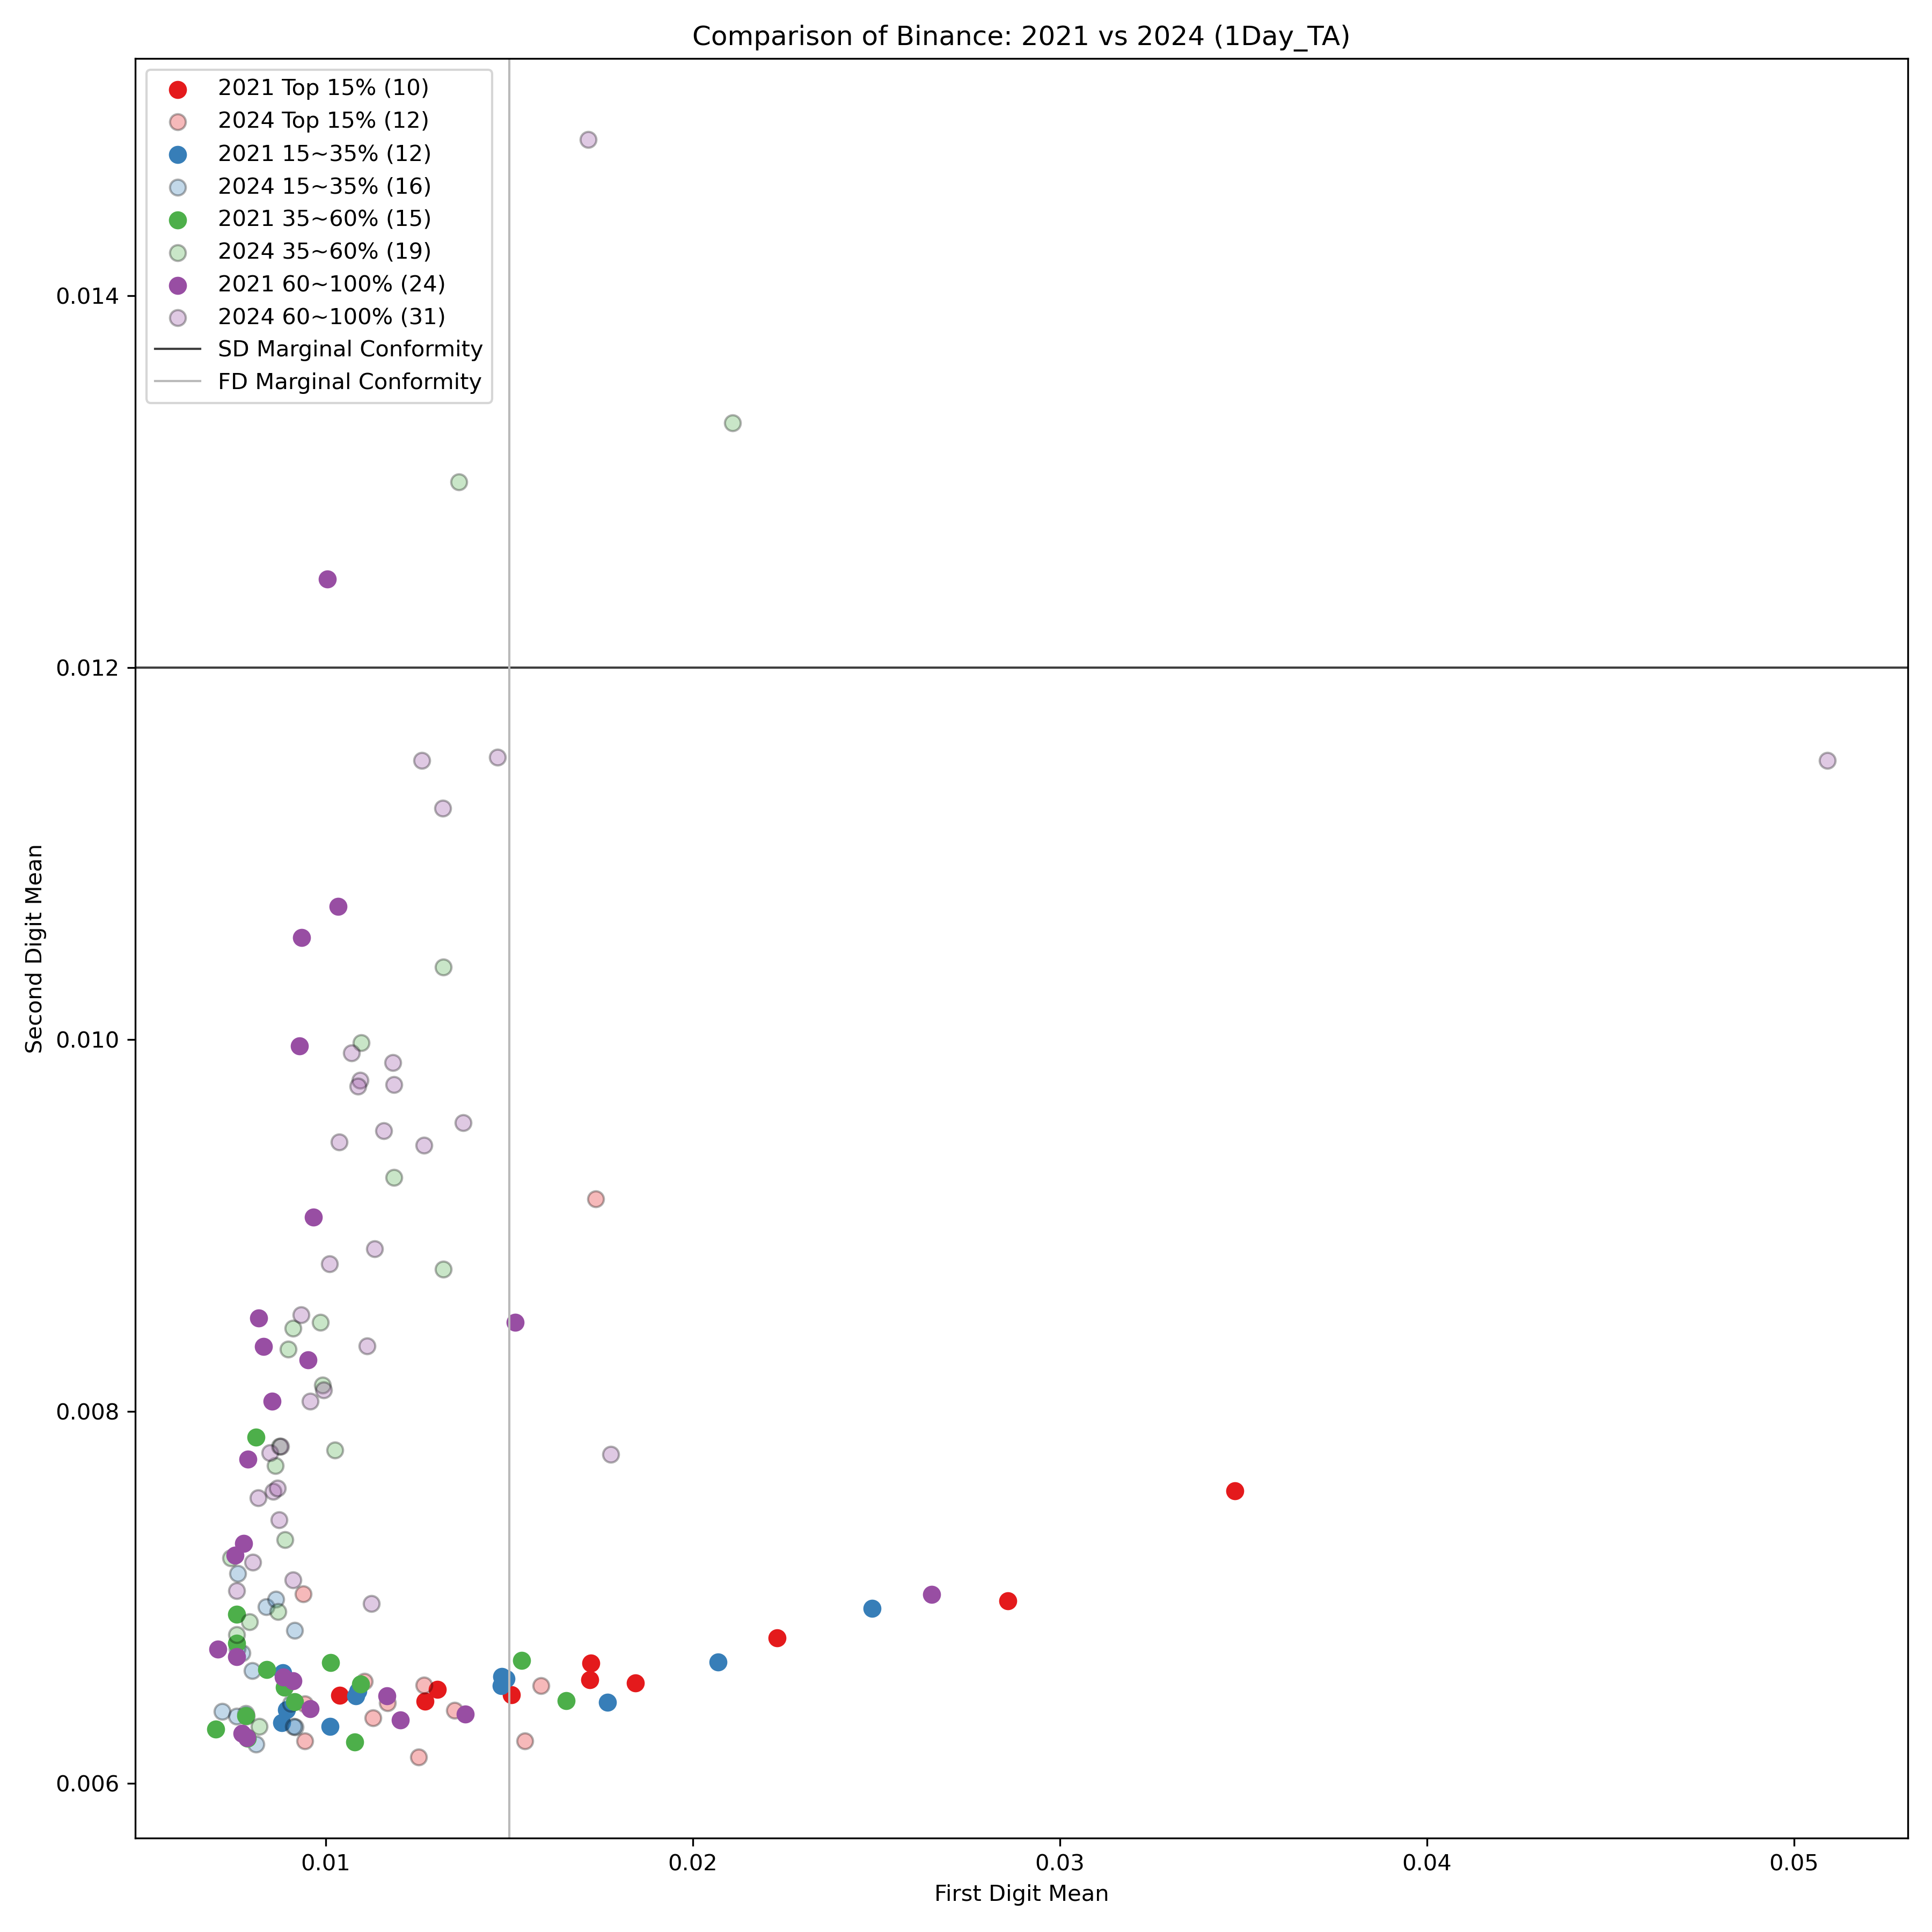 Comparison of Binance: 2021 vs 2024 (1Day_TA)
2021 Top 15% (10)
2024 Top 15% (12)
2021 15~35% (12)
2024 15~35% (16)
2021 35~60% (15)
2024 35~60% (19)
2021 60~100% (24)
2024 60~100% (31)
SD Marginal Conformity
FD Marginal Conformity
Second Digit Mean
0.014
0.012
0.010
0.008
0.006
0.01
0.02
0.03
0.04
0.05
First Digit Mean